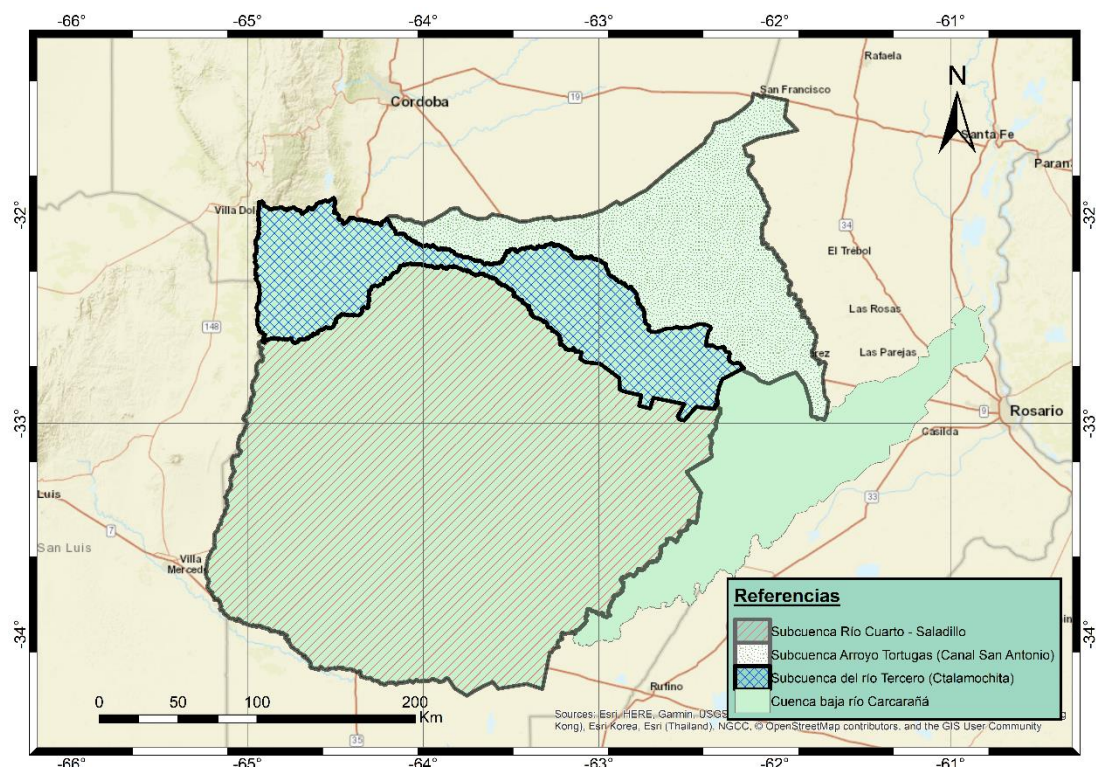 -66° -65° -64° -63° -62° -61°
Rafaela
San Francisco
N
Córdoba
19
Santa Fe
Paran
-32° -32°
Villa Dol
34
El Trébol
Las Rosas
148
Las Parejas
rez
-33° -33°
9
Rosario
Casilda
Luis
33
7
San Luis
Villa
Merced
Referencias
Subcuenca Río Cuarto - Saladillo
-34° -34°
Subcuenca Arroyo Tortugas (Canal San Antonio)
Subcuenca del río Tercero (Ctalamochita)
Rufino
Cuenca baja río Carcarañá
0 50 100 200
Km
Sources: Esri, HERE, Garmin, USGS
Kong), Esri Korea, Esri (Thailand), NGCC, © OpenStreetMap contributors, and the GIS User Community
35
-66° -65° -64° -63° -62° -61°